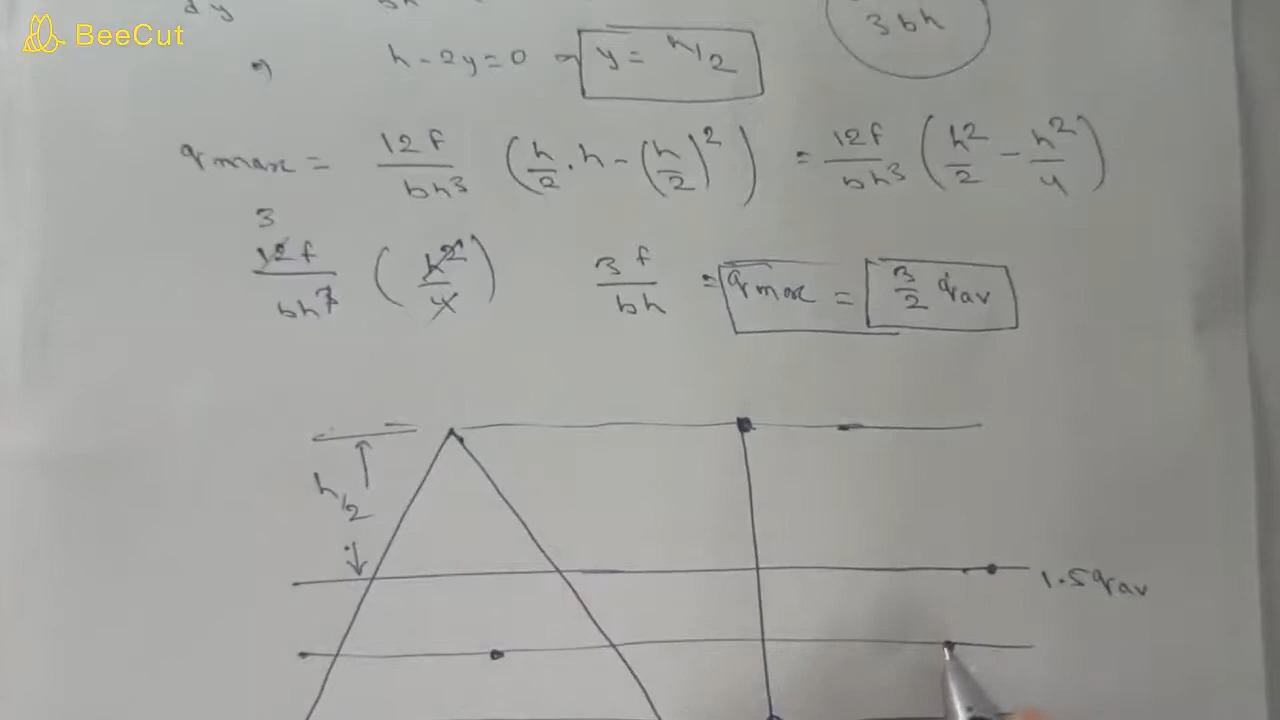 BeeCut
dy
3bh
h - 2y = 0 y = h/2
qmax = 12F/bh³ (h/2 · h - (h/2)²) = 12F/bh³ (h²/2 - h²/4)
3
12F/bh³ (h²/4) 3F/bh = qmax = 3/2 qav
h/2
1.5qav